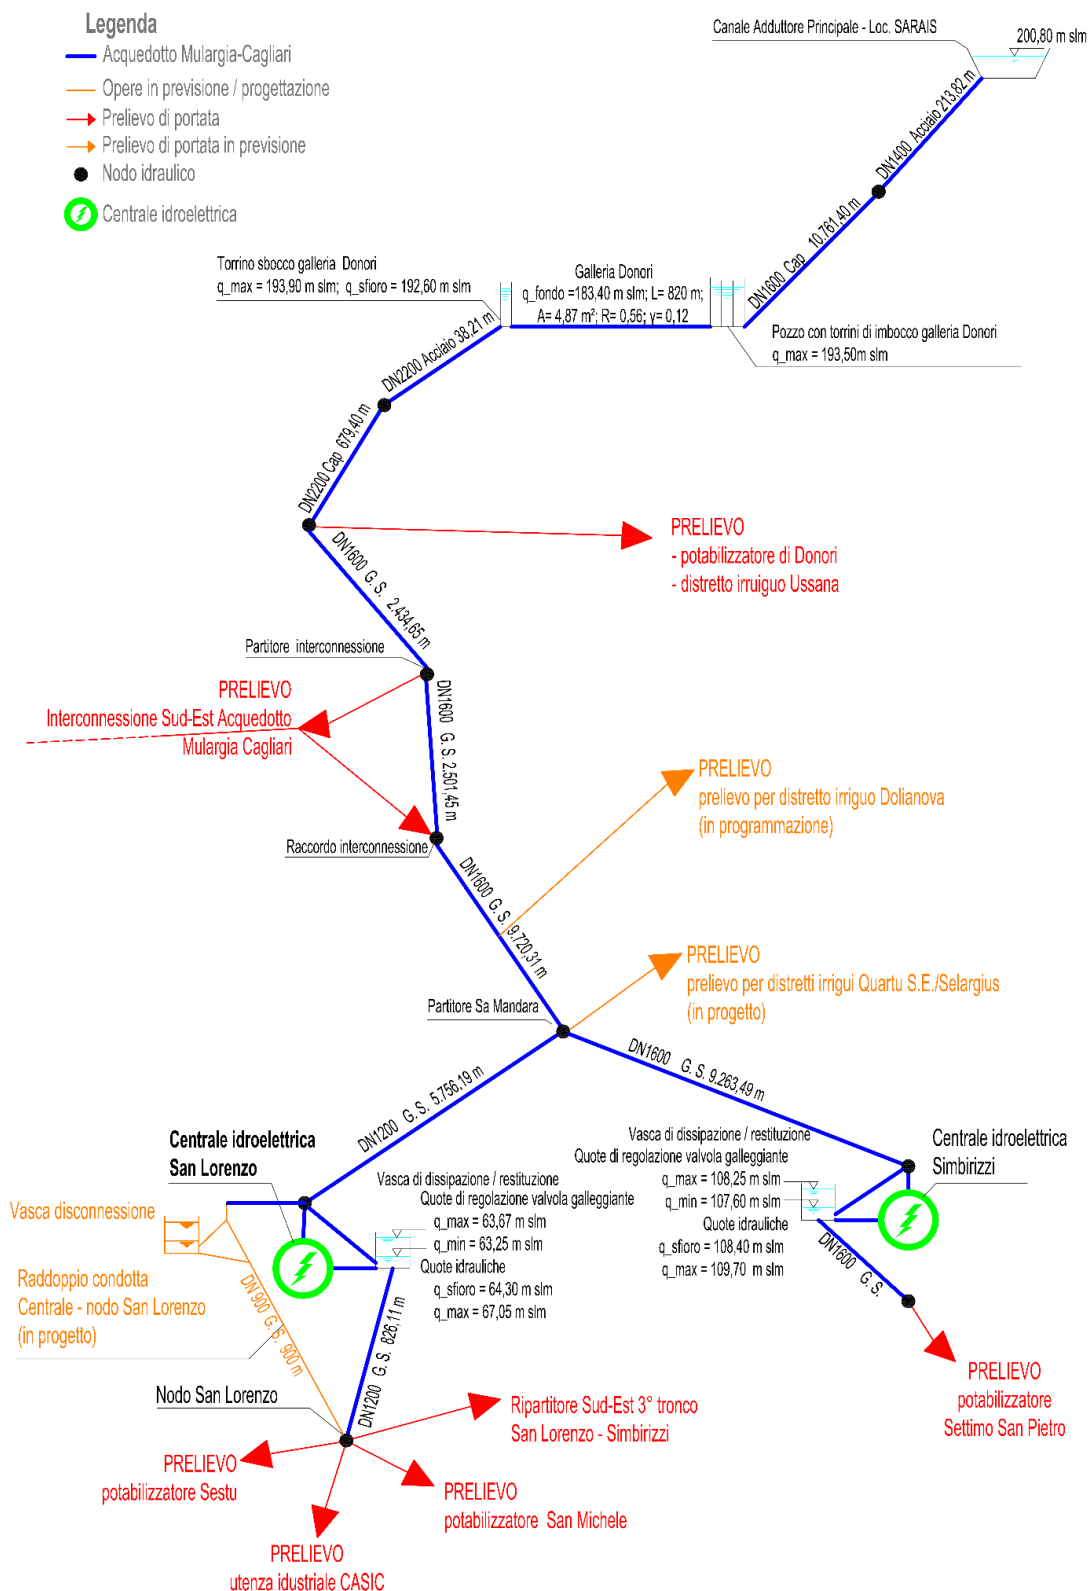 Legenda
Acquedotto Mulargia-Cagliari
Opere in previsione / progettazione
Prelievo di portata
Prelievo di portata in previsione
Nodo idraulico
Centrale idroelettrica
Canale Adduttore Principale - Loc. SARAIS
200,80 m slm
DN1400 Acciaio 213,82 m
DN1600 Cap 10.761,40 m
Torrino sbocco galleria Donori
q_max = 193,90 m slm; q_sfioro = 192,60 m slm
Galleria Donori
q_fondo =183,40 m slm; L= 820 m;
A= 4,87 m²; R= 0,56; γ= 0,12
Pozzo con torrini di imbocco galleria Donori
q_max = 193,50m slm
DN2200 Acciaio 38,21 m
DN2200 Cap 679,40 m
PRELIEVO
- potabilizzatore di Donori
- distretto irruiguo Ussana
DN1600 G. S. 2.434,65 m
Partitore interconnessione
PRELIEVO
Interconnessione Sud-Est Acquedotto
Mulargia Cagliari
DN1600 G. S. 2.501,45 m
Raccordo interconnessione
PRELIEVO
prelievo per distretto irriguo Dolianova
(in programmazione)
DN1600 G. S. 9.720,31 m
PRELIEVO
prelievo per distretti irrigui Quartu S.E./Selargius
(in progetto)
Partitore Sa Mandara
DN1600 G. S. 9.263,49 m
DN1200 G. S. 5.756,19 m
Centrale idroelettrica
San Lorenzo
Vasca di dissipazione / restituzione
Quote di regolazione valvola galleggiante
q_max = 63,67 m slm
q_min = 63,25 m slm
Quote idrauliche
q_sfioro = 64,30 m slm
q_max = 67,05 m slm
Vasca di dissipazione / restituzione
Quote di regolazione valvola galleggiante
q_max = 108,25 m slm
q_min = 107,60 m slm
Quote idrauliche
q_sfioro = 108,40 m slm
q_max = 109,70 m slm
Centrale idroelettrica
Simbirizzi
DN1600 G. S.
Vasca disconnessione
Raddoppio condotta
Centrale - nodo San Lorenzo
(in progetto)
DN 900 G. S. 900 m
DN1200 G. S. 826,11 m
Nodo San Lorenzo
PRELIEVO
potabilizzatore
Settimo San Pietro
Ripartitore Sud-Est 3° tronco
San Lorenzo - Simbirizzi
PRELIEVO
potabilizzatore Sestu
PRELIEVO
potabilizzatore San Michele
PRELIEVO
utenza idustriale CASIC